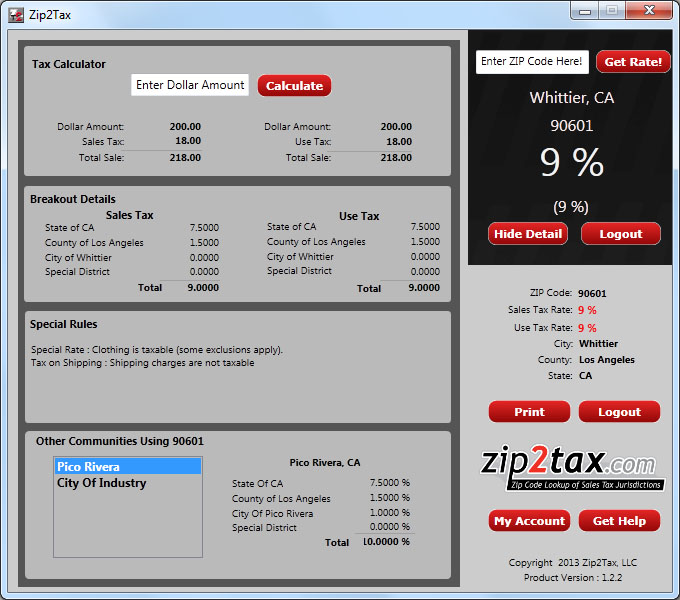 Zip2Tax
Tax Calculator
Enter Dollar Amount Calculate
Dollar Amount: 200.00 Dollar Amount: 200.00
Sales Tax: 18.00 Use Tax: 18.00
Total Sale: 218.00 Total Sale: 218.00
Breakout Details
Sales Tax Use Tax
State of CA 7.5000 State of CA 7.5000
County of Los Angeles 1.5000 County of Los Angeles 1.5000
City of Whittier 0.0000 City of Whittier 0.0000
Special District 0.0000 Special District 0.0000
Total 9.0000 Total 9.0000
Special Rules
Special Rate : Clothing is taxable (some exclusions apply).
Tax on Shipping : Shipping charges are not taxable
Other Communities Using 90601
Pico Rivera
City Of Industry
Pico Rivera, CA
State Of CA 7.5000 %
County of Los Angeles 1.5000 %
City Of Pico Rivera 1.0000 %
Special District 0.0000 %
Total 10.0000 %
Enter ZIP Code Here! Get Rate!
Whittier, CA
90601
9 %
(9 %)
Hide Detail Logout
ZIP Code: 90601
Sales Tax Rate: 9 %
Use Tax Rate: 9 %
City: Whittier
County: Los Angeles
State: CA
Print Logout
zip2tax.com
Zip Code Lookup of Sales Tax Jurisdictions
My Account Get Help
Copyright 2013 Zip2Tax, LLC
Product Version : 1.2.2